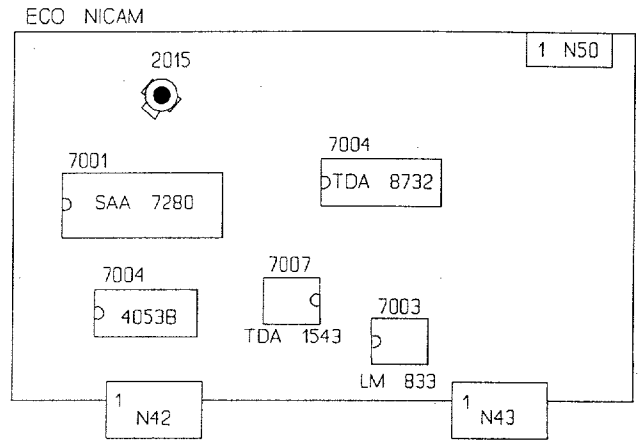 ECO NICAM
1 N50
2015
7001
SAA 7280
7004
TDA 8732
7004
4053B
7007
TDA 1543
7003
LM 833
1
N42
1
N43